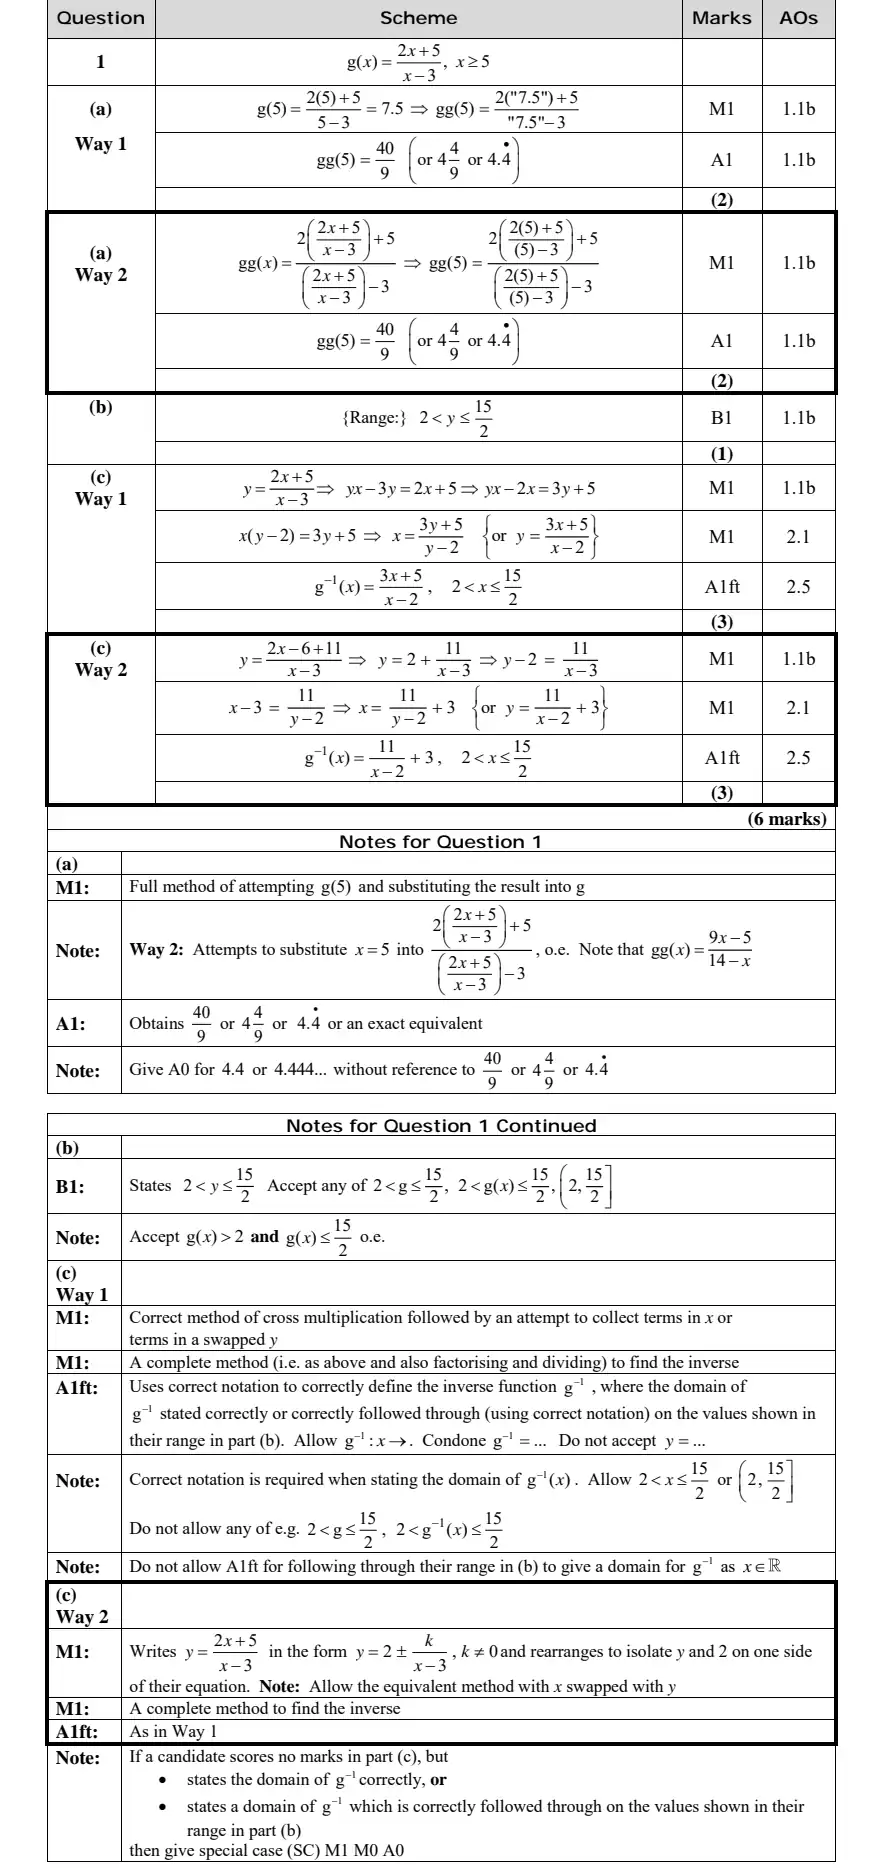 Question Scheme Marks AOs
1 g(x) = (2x + 5)/(x − 3), x ≥ 5
(a) Way 1 g(5) = (2(5) + 5)/(5 − 3) = 7.5 ⇒ gg(5) = (2("7.5") + 5)/("7.5" − 3) M1 1.1b
gg(5) = 40/9 (or 4 4/9 or 4.4̇) A1 1.1b
(2)
(a) Way 2 gg(x) = (2((2x + 5)/(x − 3)) + 5)/(((2x + 5)/(x − 3)) − 3) ⇒ gg(5) = (2((2(5) + 5)/((5) − 3)) + 5)/(((2(5) + 5)/((5) − 3)) − 3) M1 1.1b
gg(5) = 40/9 (or 4 4/9 or 4.4̇) A1 1.1b
(2)
(b) {Range:} 2 < y ≤ 15/2 B1 1.1b
(1)
(c) Way 1 y = (2x + 5)/(x − 3) ⇒ yx − 3y = 2x + 5 ⇒ yx − 2x = 3y + 5 M1 1.1b
x(y − 2) = 3y + 5 ⇒ x = (3y + 5)/(y − 2) {or y = (3x + 5)/(x − 2)} M1 2.1
g⁻¹(x) = (3x + 5)/(x − 2), 2 < x ≤ 15/2 A1ft 2.5
(3)
(c) Way 2 y = (2x − 6 + 11)/(x − 3) ⇒ y = 2 + 11/(x − 3) ⇒ y − 2 = 11/(x − 3) M1 1.1b
x − 3 = 11/(y − 2) ⇒ x = 11/(y − 2) + 3 {or y = 11/(x − 2) + 3} M1 2.1
g⁻¹(x) = 11/(x − 2) + 3, 2 < x ≤ 15/2 A1ft 2.5
(3)
(6 marks)
Notes for Question 1
(a)
M1: Full method of attempting g(5) and substituting the result into g
Note: Way 2: Attempts to substitute x = 5 into (2((2x + 5)/(x − 3)) + 5)/(((2x + 5)/(x − 3)) − 3), o.e. Note that gg(x) = (9x − 5)/(14 − x)
A1: Obtains 40/9 or 4 4/9 or 4.4̇ or an exact equivalent
Note: Give A0 for 4.4 or 4.444... without reference to 40/9 or 4 4/9 or 4.4̇
Notes for Question 1 Continued
(b)
B1: States 2 < y ≤ 15/2 Accept any of 2 < g ≤ 15/2, 2 < g(x) ≤ 15/2, (2, 15/2]
Note: Accept g(x) > 2 and g(x) ≤ 15/2 o.e.
(c)
Way 1
M1: Correct method of cross multiplication followed by an attempt to collect terms in x or
terms in a swapped y
M1: A complete method (i.e. as above and also factorising and dividing) to find the inverse
A1ft: Uses correct notation to correctly define the inverse function g⁻¹ , where the domain of
g⁻¹ stated correctly or correctly followed through (using correct notation) on the values shown in
their range in part (b). Allow g⁻¹ : x → . Condone g⁻¹ = ... Do not accept y = ...
Note: Correct notation is required when stating the domain of g⁻¹(x) . Allow 2 < x ≤ 15/2 or (2, 15/2]
Do not allow any of e.g. 2 < g ≤ 15/2, 2 < g⁻¹(x) ≤ 15/2
Note: Do not allow A1ft for following through their range in (b) to give a domain for g⁻¹ as x ∈ ℝ
(c)
Way 2
M1: Writes y = (2x + 5)/(x − 3) in the form y = 2 ± k/(x − 3), k ≠ 0 and rearranges to isolate y and 2 on one side
of their equation. Note: Allow the equivalent method with x swapped with y
M1: A complete method to find the inverse
A1ft: As in Way 1
Note: If a candidate scores no marks in part (c), but
• states the domain of g⁻¹ correctly, or
• states a domain of g⁻¹ which is correctly followed through on the values shown in their
range in part (b)
then give special case (SC) M1 M0 A0